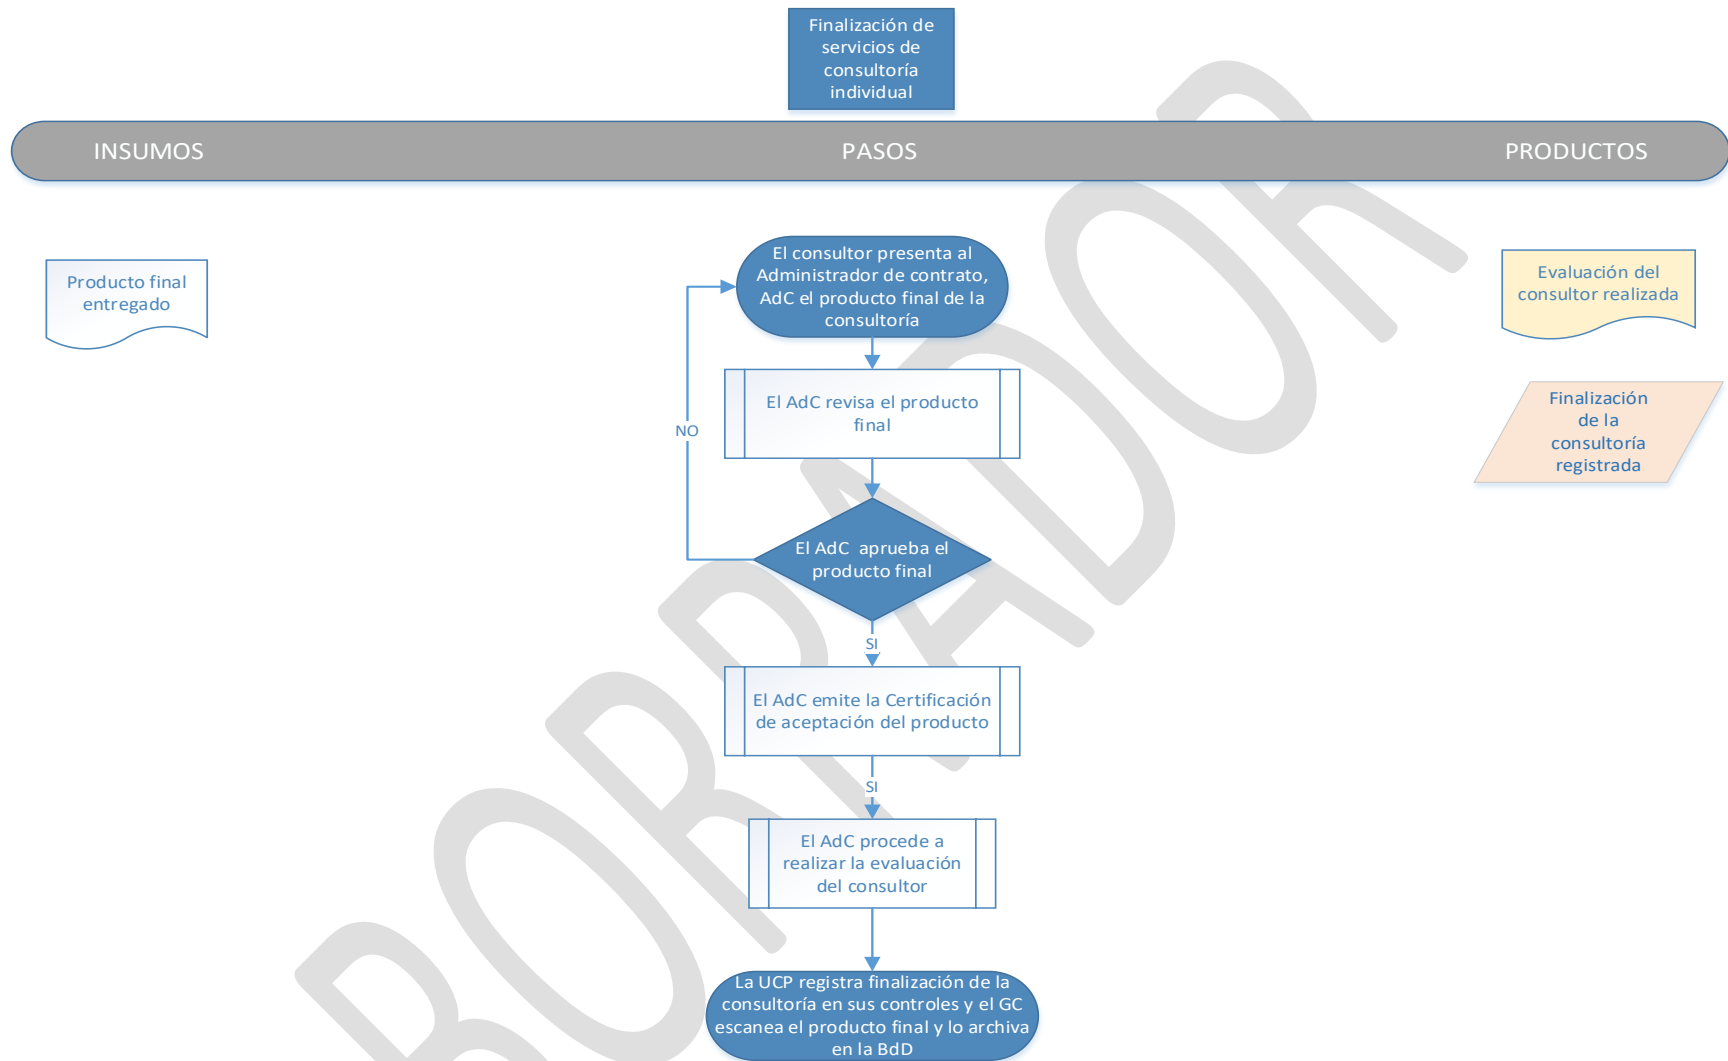 Finalización de
servicios de
consultoría
individual
INSUMOS
PASOS
PRODUCTOS
Producto final
entregado
El consultor presenta al
Administrador de contrato,
AdC el producto final de la
consultoría
Evaluación del
consultor realizada
El AdC revisa el producto
final
NO
Finalización
de la
consultoría
registrada
El AdC  aprueba el
producto final
SI
El AdC emite la Certificación
de aceptación del producto
SI
El AdC procede a
realizar la evaluación
del consultor
La UCP registra finalización de la
consultoría en sus controles y el GC
escanea el producto final y lo archiva
en la BdD
BORRADOR